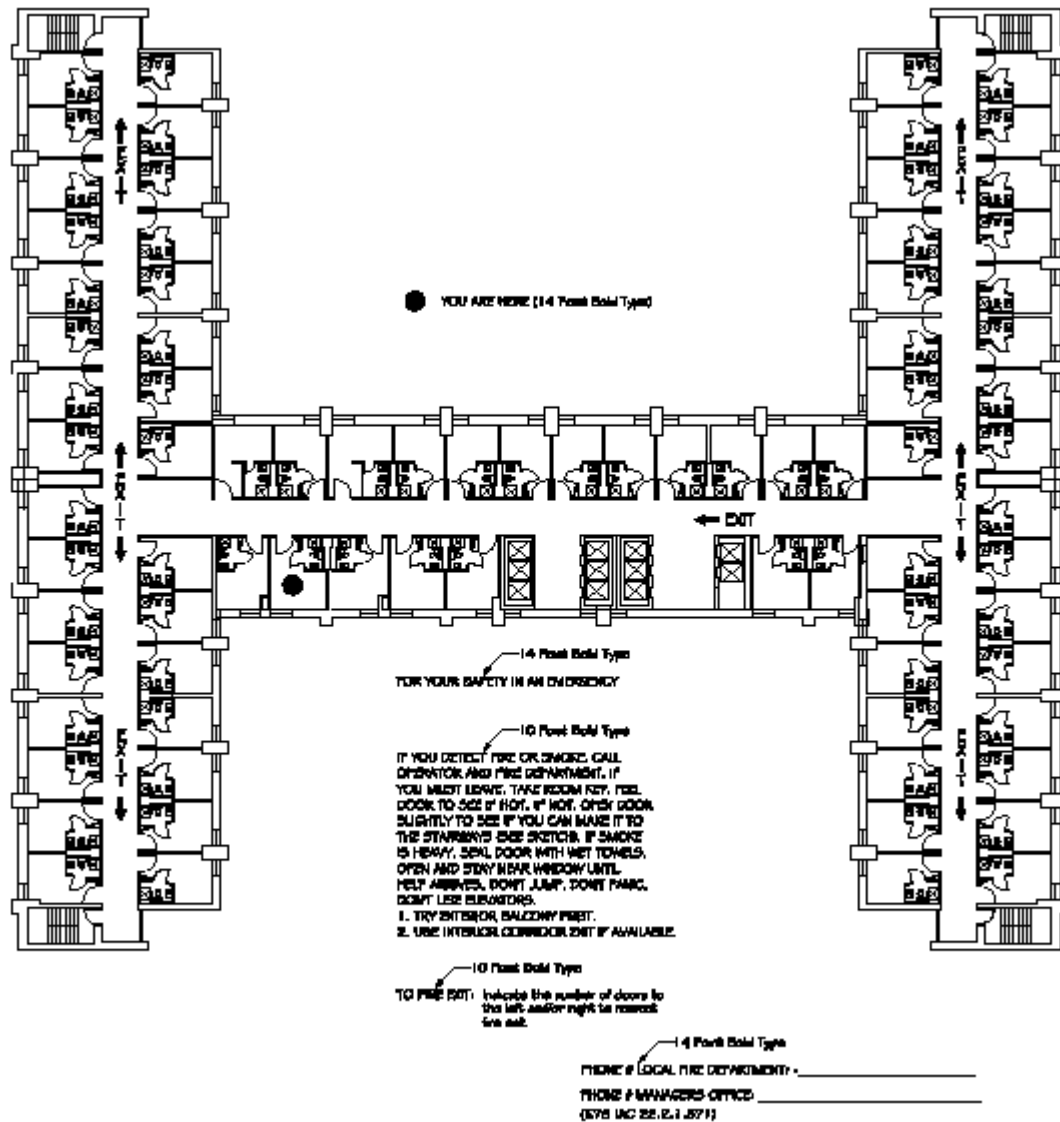 EXIT
EXIT
YOU ARE HERE (14 Point Bold Type)
EXIT
EXIT
EXIT
14 Point Bold Type
FOR YOUR SAFETY IN AN EMERGENCY
10 Point Bold Type
IF YOU DETECT FIRE OR SMOKE, CALL
OPERATOR AND FIRE DEPARTMENT. IF
YOU MUST LEAVE, TAKE ROOM KEY. FEEL
DOOR TO SEE IF HOT. IF NOT, OPEN DOOR
SLIGHTLY TO SEE IF YOU CAN MAKE IT TO
THE STAIRWAYS (SEE SKETCH). IF SMOKE
IS HEAVY, SEAL DOOR WITH WET TOWELS.
OPEN AND STAY NEAR WINDOW UNTIL
HELP ARRIVES. DON'T JUMP. DON'T PANIC.
DON'T USE ELEVATORS.
1. TRY EXTERIOR BALCONY FIRST.
2. USE INTERIOR CORRIDOR EXIT IF AVAILABLE.
EXIT
EXIT
10 Point Bold Type
TO FIRE EXIT: Indicate the number of doors to
the left and/or right to nearest
fire exit.
14 Point Bold Type
PHONE # LOCAL FIRE DEPARTMENT:
PHONE # MANAGERS OFFICE:
(675 IAC 22.2.1.571)